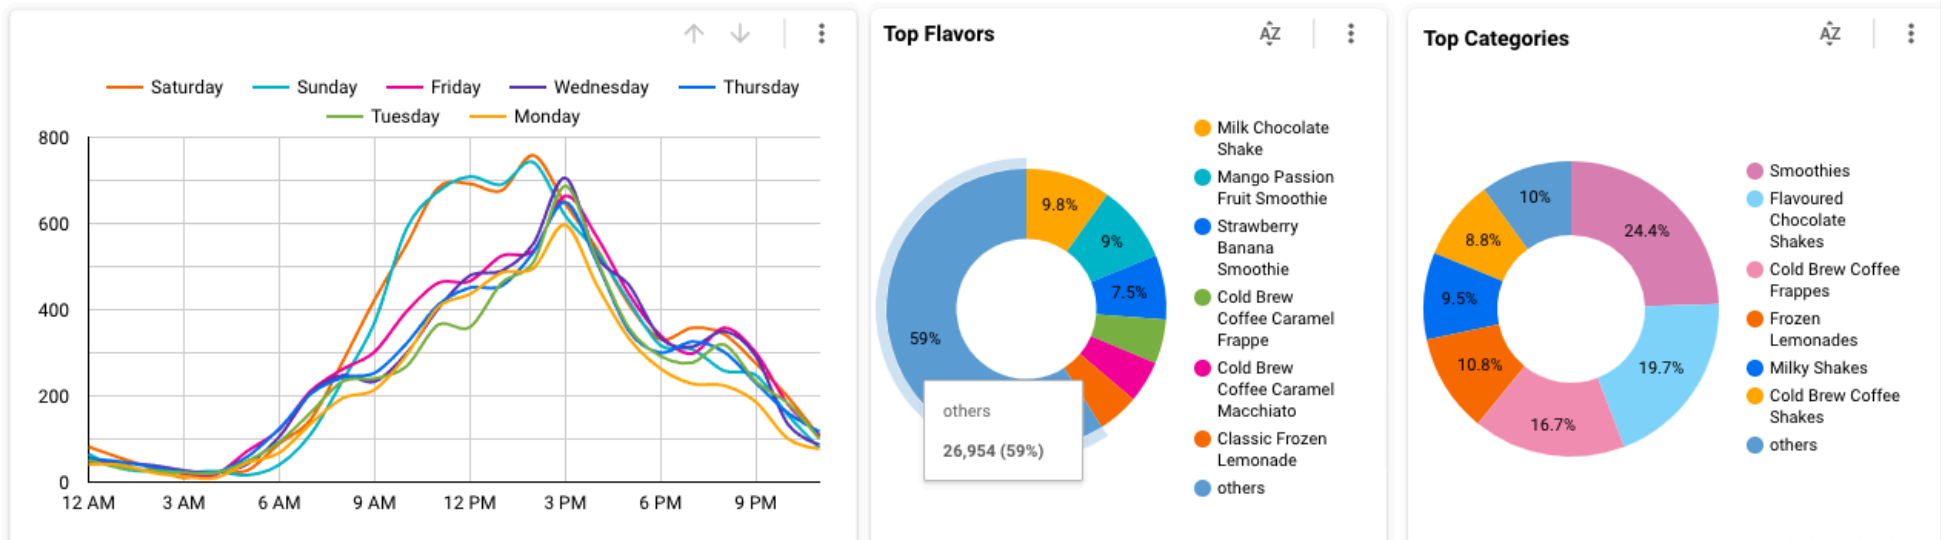 Saturday Sunday Friday Wednesday Thursday
Tuesday Monday
800
600
400
200
0
12 AM 3 AM 6 AM 9 AM 12 PM 3 PM 6 PM 9 PM
Top Flavors AZ
9.8%
9%
7.5%
59%
others
26,954 (59%)
Milk Chocolate
Shake
Mango Passion
Fruit Smoothie
Strawberry
Banana
Smoothie
Cold Brew
Coffee Caramel
Frappe
Cold Brew
Coffee Caramel
Macchiato
Classic Frozen
Lemonade
others
Top Categories AZ
10%
24.4%
8.8%
9.5%
10.8%
19.7%
16.7%
Smoothies
Flavoured
Chocolate
Shakes
Cold Brew Coffee
Frappes
Frozen
Lemonades
Milky Shakes
Cold Brew Coffee
Shakes
others